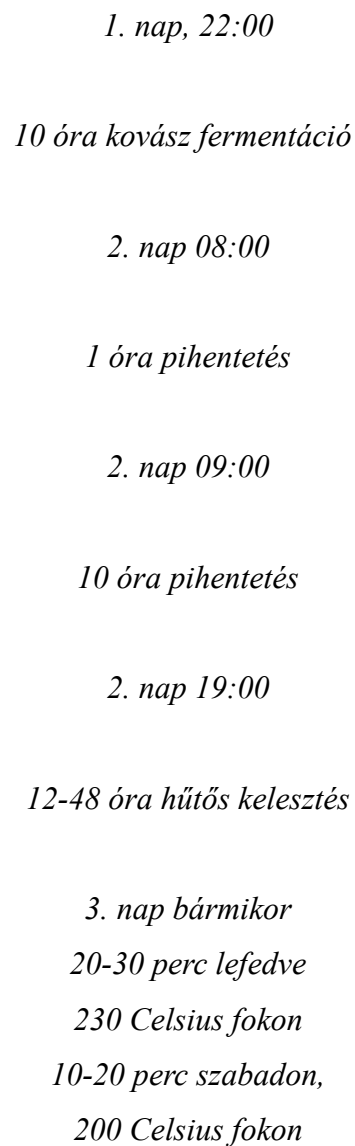 1. nap, 22:00
10 óra kovász fermentáció
2. nap 08:00
1 óra pihentetés
2. nap 09:00
10 óra pihentetés
2. nap 19:00
12-48 óra hűtős kelesztés
3. nap bármikor
20-30 perc lefedve
230 Celsius fokon
10-20 perc szabadon,
200 Celsius fokon